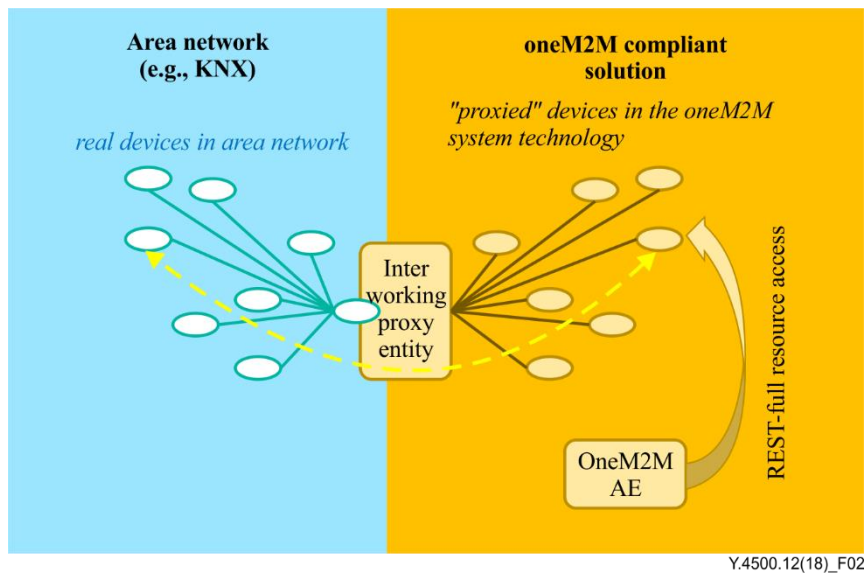 Area network
(e.g., KNX)
real devices in area network
oneM2M compliant
solution
"proxied" devices in the oneM2M
system technology
Inter
working
proxy
entity
REST-full resource access
OneM2M
AE
Y.4500.12(18)_F02